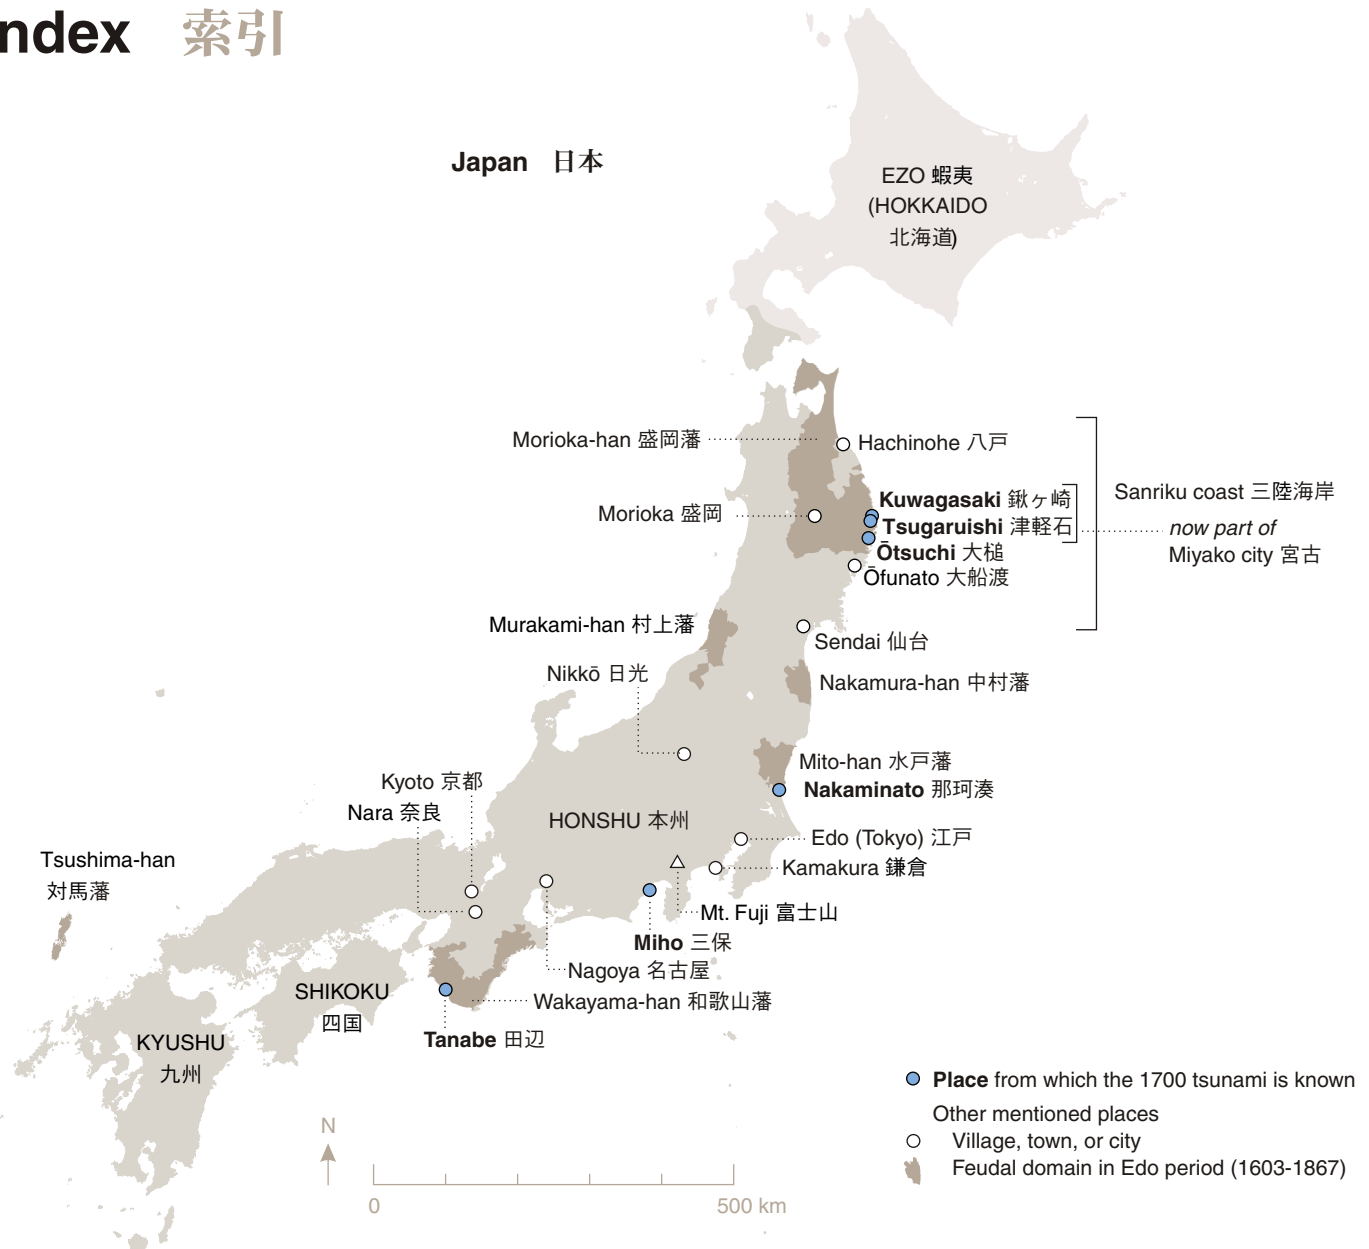 ndex 索引
Japan 日本
EZO 蝦夷
(HOKKAIDO
北海道)
Morioka-han 盛岡藩
Hachinohe 八戸
Kuwagasaki 鍬ヶ崎
Sanriku coast 三陸海岸
Morioka 盛岡
Tsugaruishi 津軽石
now part of
Miyako city 宮古
Ōtsuchi 大槌
Ōfunato 大船渡
Murakami-han 村上藩
Sendai 仙台
Nikkō 日光
Nakamura-han 中村藩
Mito-han 水戸藩
Kyoto 京都
Nakaminato 那珂湊
Nara 奈良
HONSHU 本州
Edo (Tokyo) 江戸
Tsushima-han
対馬藩
Kamakura 鎌倉
Mt. Fuji 富士山
Miho 三保
Nagoya 名古屋
SHIKOKU
四国
Wakayama-han 和歌山藩
Tanabe 田辺
KYUSHU
九州
Place from which the 1700 tsunami is known
Other mentioned places
Village, town, or city
Feudal domain in Edo period (1603-1867)
N
0 500 km